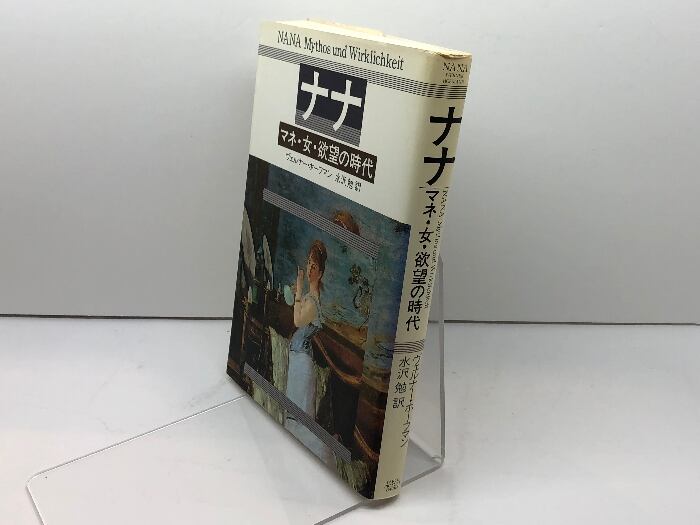 NANA Mythos und Wirklichkeit
ナナ
マネ・女・欲望の時代
ヴェルナー・ホーフマン 水沢勉訳
NANA
ナナ
マネ・女・欲望の時代
ヴェルナー・ホーフマン
水沢勉訳